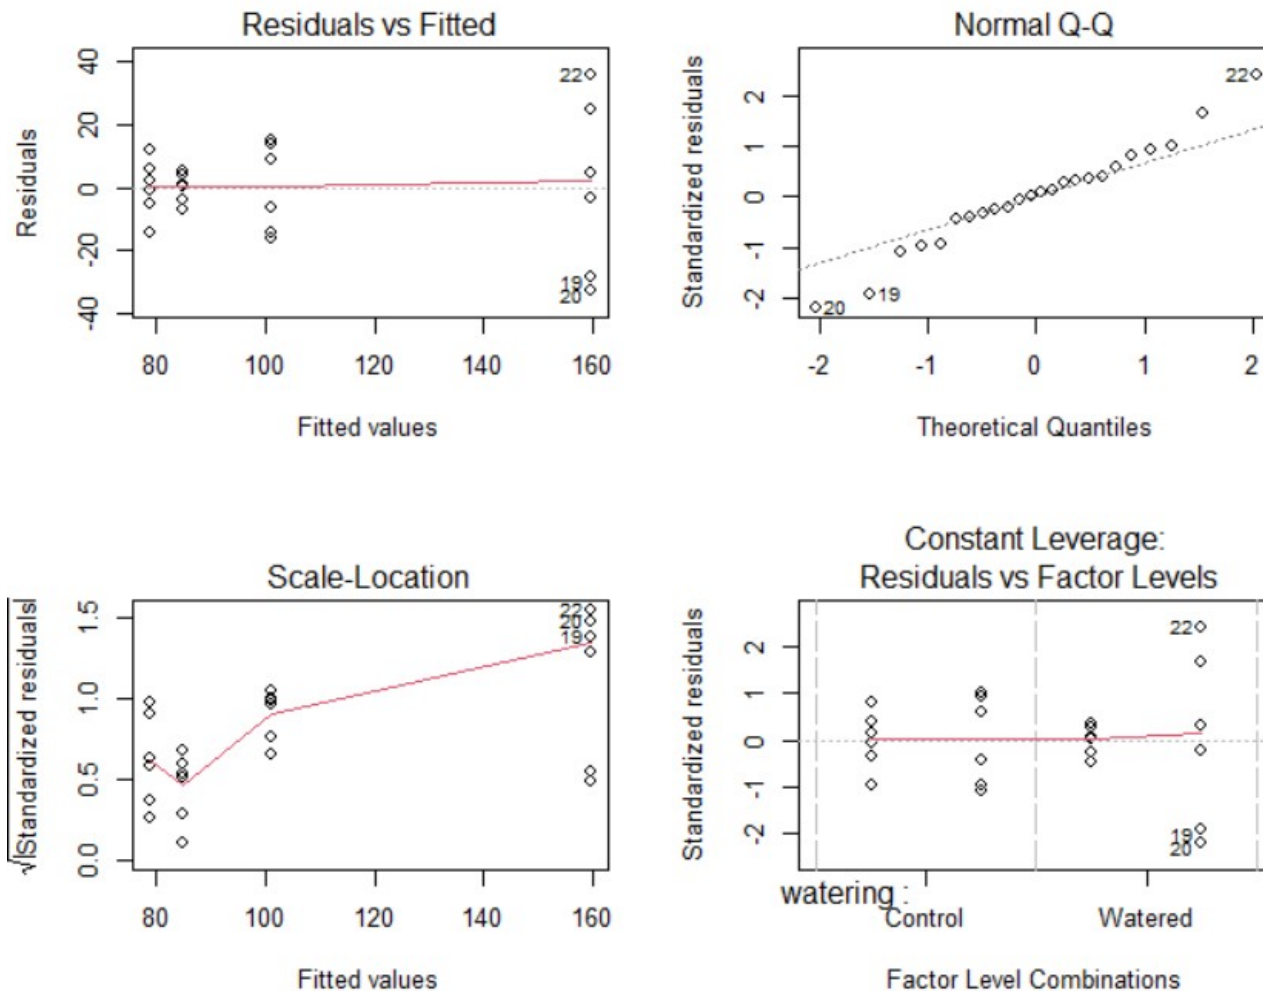 Residuals vs Fitted
Residuals
40
20
0
-20
-40
22
19
20
80 100 120 140 160
Fitted values
Normal Q-Q
Standardized residuals
2
1
0
-1
-2
22
19
20
-2 -1 0 1 2
Theoretical Quantiles
Scale-Location
√|Standardized residuals|
1.5
1.0
0.5
0.0
22
20
19
80 100 120 140 160
Fitted values
Constant Leverage:
Residuals vs Factor Levels
Standardized residuals
2
1
0
-1
-2
22
19
20
watering :
Control Watered
Factor Level Combinations